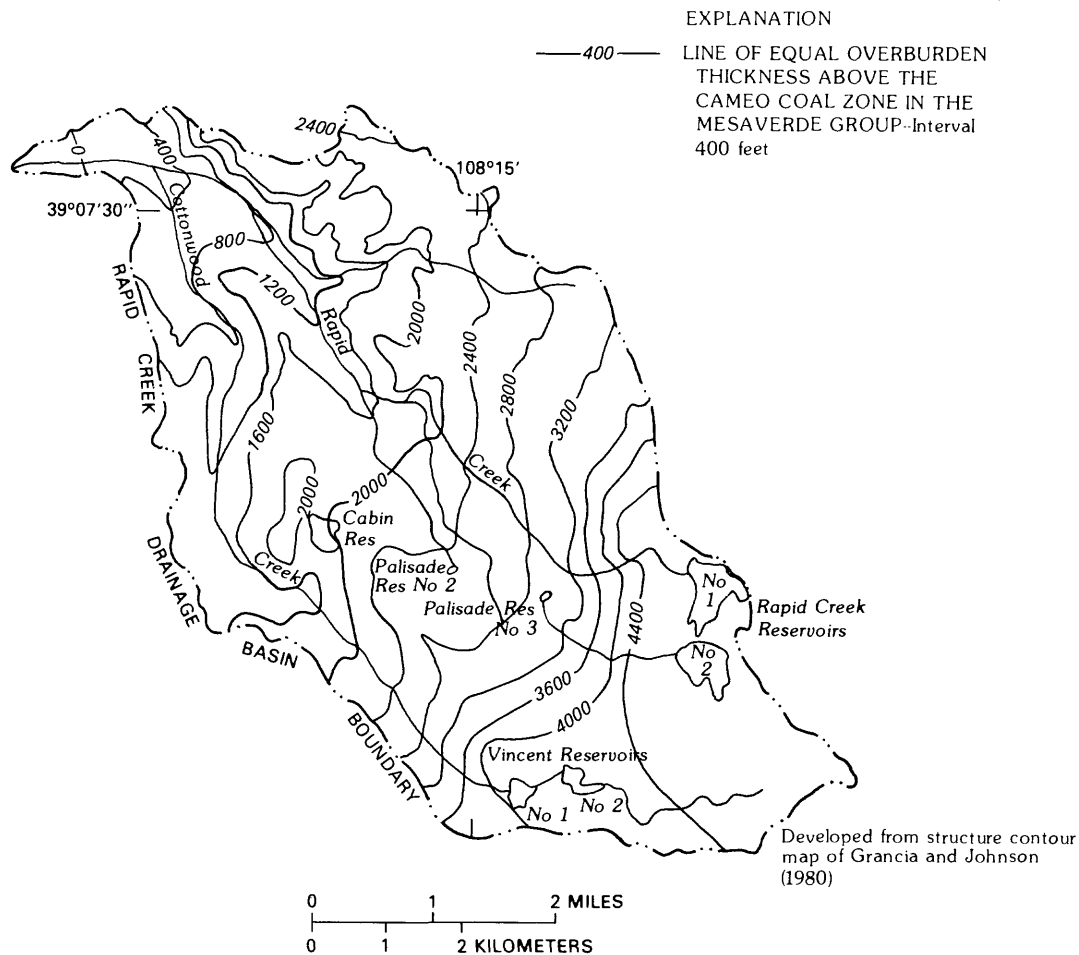 EXPLANATION
400
LINE OF EQUAL OVERBURDEN
THICKNESS ABOVE THE
CAMEO COAL ZONE IN THE
MESAVERDE GROUP--Interval
400 feet
2400
0
400
108°15'
39°07'30"
Cottonwood
800
RAPID
1200
Rapid
2000
2400
2800
3200
CREEK
1600
Creek
2000
2000
Cabin
Res
DRAINAGE
Creek
Palisade
Res No 2
Palisade Res
No 3
No
1
Rapid Creek
Reservoirs
4400
No
2
BASIN
3600
4000
BOUNDARY
Vincent Reservoirs
No 1
No 2
Developed from structure contour
map of Grancia and Johnson
(1980)
0 1 2 MILES
0 1 2 KILOMETERS